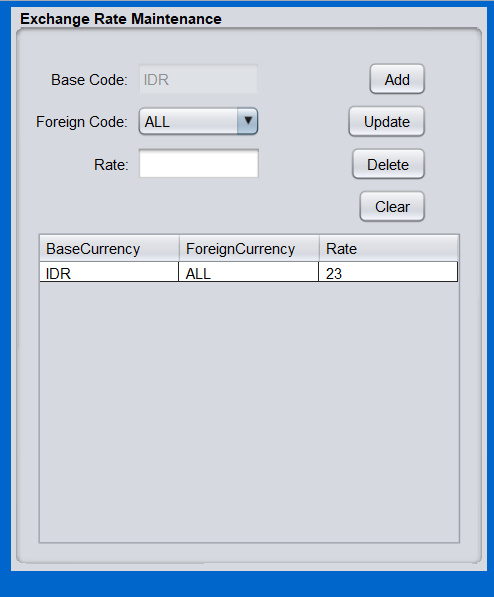 Exchange Rate Maintenance
Base Code: IDR Add
Foreign Code: ALL Update
Rate: Delete
Clear
BaseCurrency ForeignCurrency Rate
IDR ALL 23